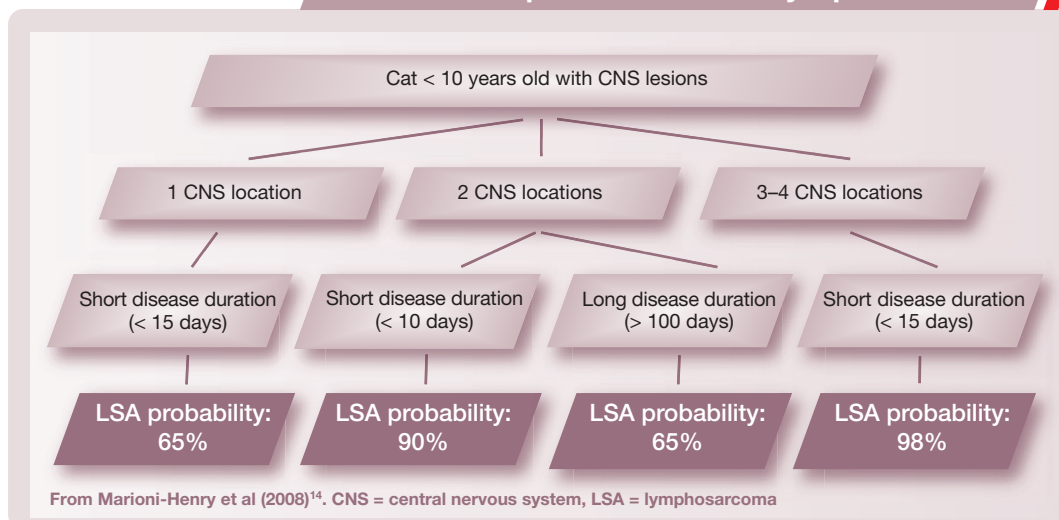 Cat < 10 years old with CNS lesions
1 CNS location
2 CNS locations
3–4 CNS locations
Short disease duration
(< 15 days)
Short disease duration
(< 10 days)
Long disease duration
(> 100 days)
Short disease duration
(< 15 days)
LSA probability:
65%
LSA probability:
90%
LSA probability:
65%
LSA probability:
98%
From Marioni-Henry et al (2008)¹⁴. CNS = central nervous system, LSA = lymphosarcoma